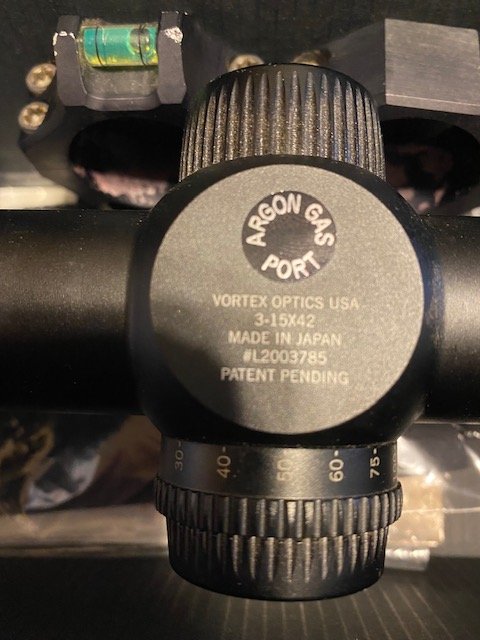 ARGON GAS
PORT
VORTEX OPTICS USA
3-15X42
MADE IN JAPAN
#L2003785
PATENT PENDING
30- 40- 50 60- 75-